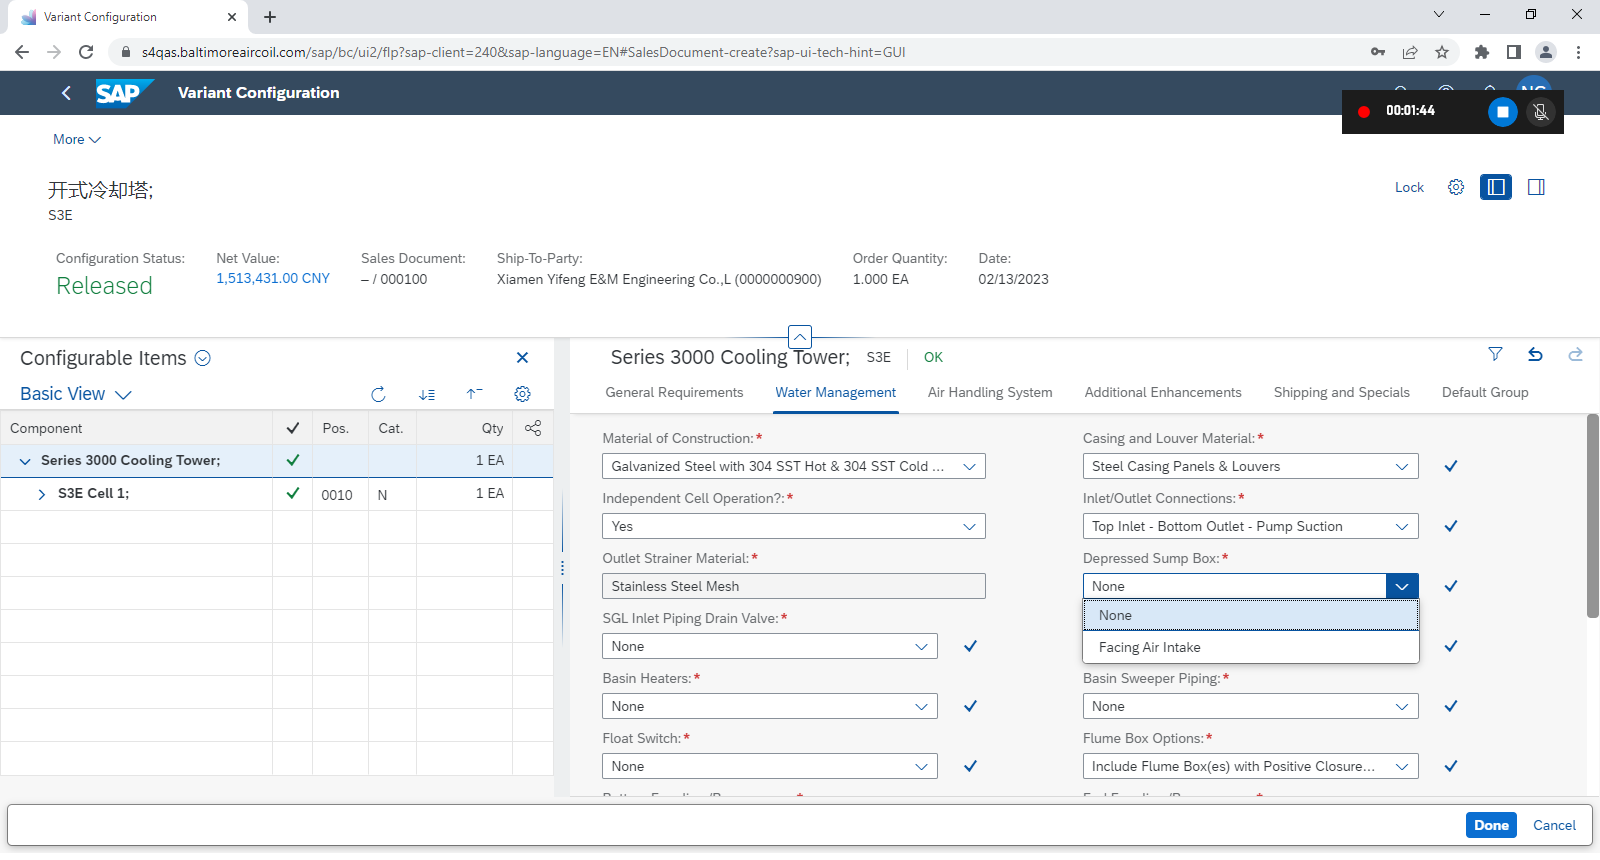 Variant Configuration
s4qas.baltimoreaircoil.com/sap/bc/ui2/flp?sap-client=240&sap-language=EN#SalesDocument-create?sap-ui-tech-hint=GUI
SAP
Variant Configuration
00:01:44
More
开式冷却塔;
S3E
Lock
Configuration Status:
Released
Net Value:
1,513,431.00 CNY
Sales Document:
– / 000100
Ship-To-Party:
Xiamen Yifeng E&M Engineering Co.,L (0000000900)
Order Quantity:
1.000 EA
Date:
02/13/2023
Configurable Items
Basic View
Component Pos. Cat. Qty
Series 3000 Cooling Tower; 1 EA
S3E Cell 1; 0010 N 1 EA
Series 3000 Cooling Tower; S3E OK
General Requirements Water Management Air Handling System Additional Enhancements Shipping and Specials Default Group
Material of Construction:*
Galvanized Steel with 304 SST Hot & 304 SST Cold ...
Casing and Louver Material:*
Steel Casing Panels & Louvers
Independent Cell Operation?:*
Yes
Inlet/Outlet Connections:*
Top Inlet - Bottom Outlet - Pump Suction
Outlet Strainer Material:*
Stainless Steel Mesh
Depressed Sump Box:*
None
None
Facing Air Intake
SGL Inlet Piping Drain Valve:*
None
Basin Heaters:*
None
Basin Sweeper Piping:*
None
Float Switch:*
None
Flume Box Options:*
Include Flume Box(es) with Positive Closure...
Done
Cancel